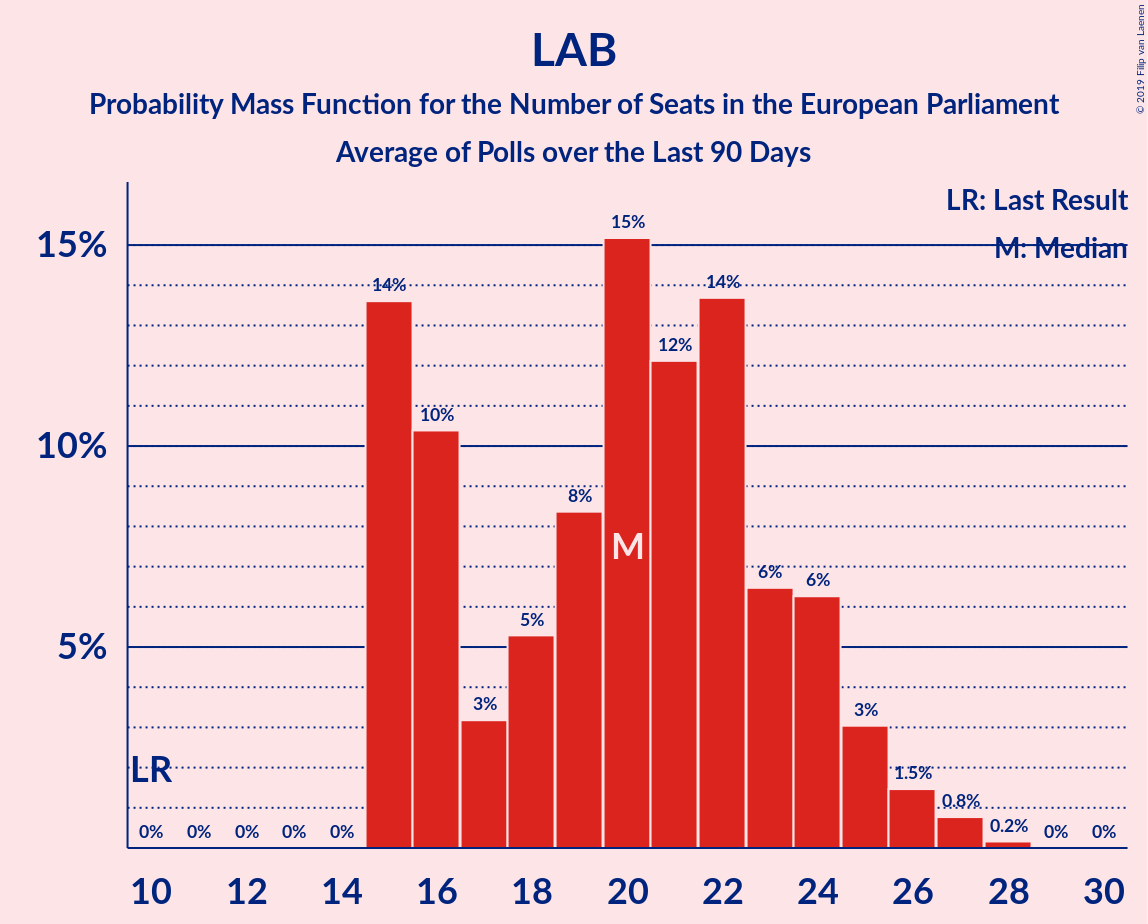 LAB
Probability Mass Function for the Number of Seats in the European Parliament
Average of Polls over the Last 90 Days
© 2019 Filip van Laenen
LR: Last Result
M: Median
15%
10%
5%
0% 0% 0% 0% 0% 14% 10% 3% 5% 8% 15% 12% 14% 6% 6% 3% 1.5% 0.8% 0.2% 0% 0%
LR
M
10 12 14 16 18 20 22 24 26 28 30